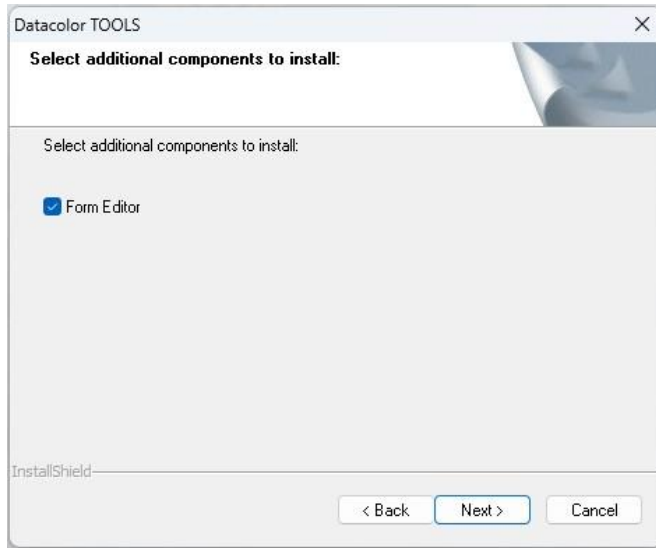 Datacolor TOOLS
Select additional components to install:
Select additional components to install:
Form Editor
InstallShield
< Back
Next >
Cancel